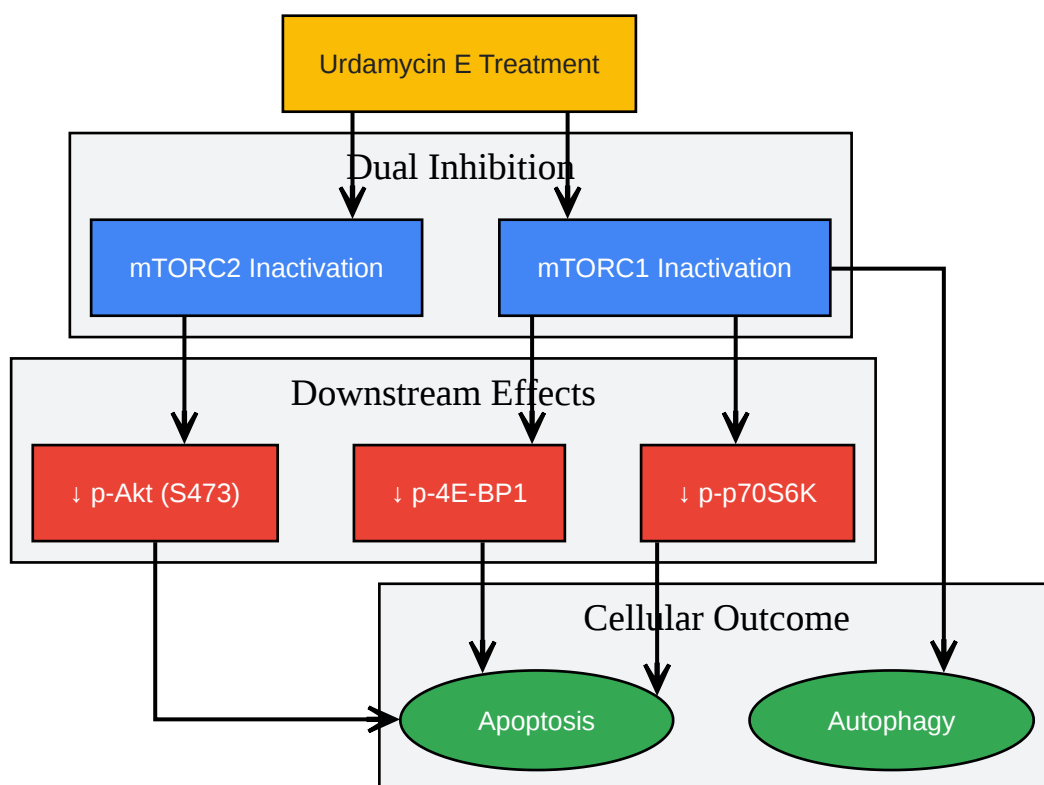 Urdamycin E Treatment
Dual Inhibition
mTORC2 Inactivation
mTORC1 Inactivation
Downstream Effects
↓ p-Akt (S473)
↓ p-4E-BP1
↓ p-p70S6K
Cellular Outcome
Apoptosis
Autophagy